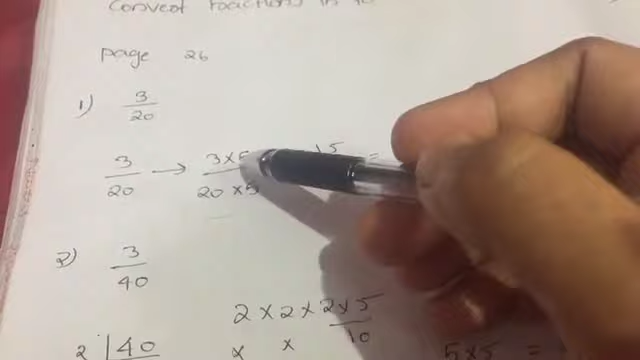 Convert fractions in
page 26
1) 3/20
3/20 → 3×5/20×5 15 =
2) 3/40
2 × 2 × 2×5/10
2 | 40 × × 5×5 =